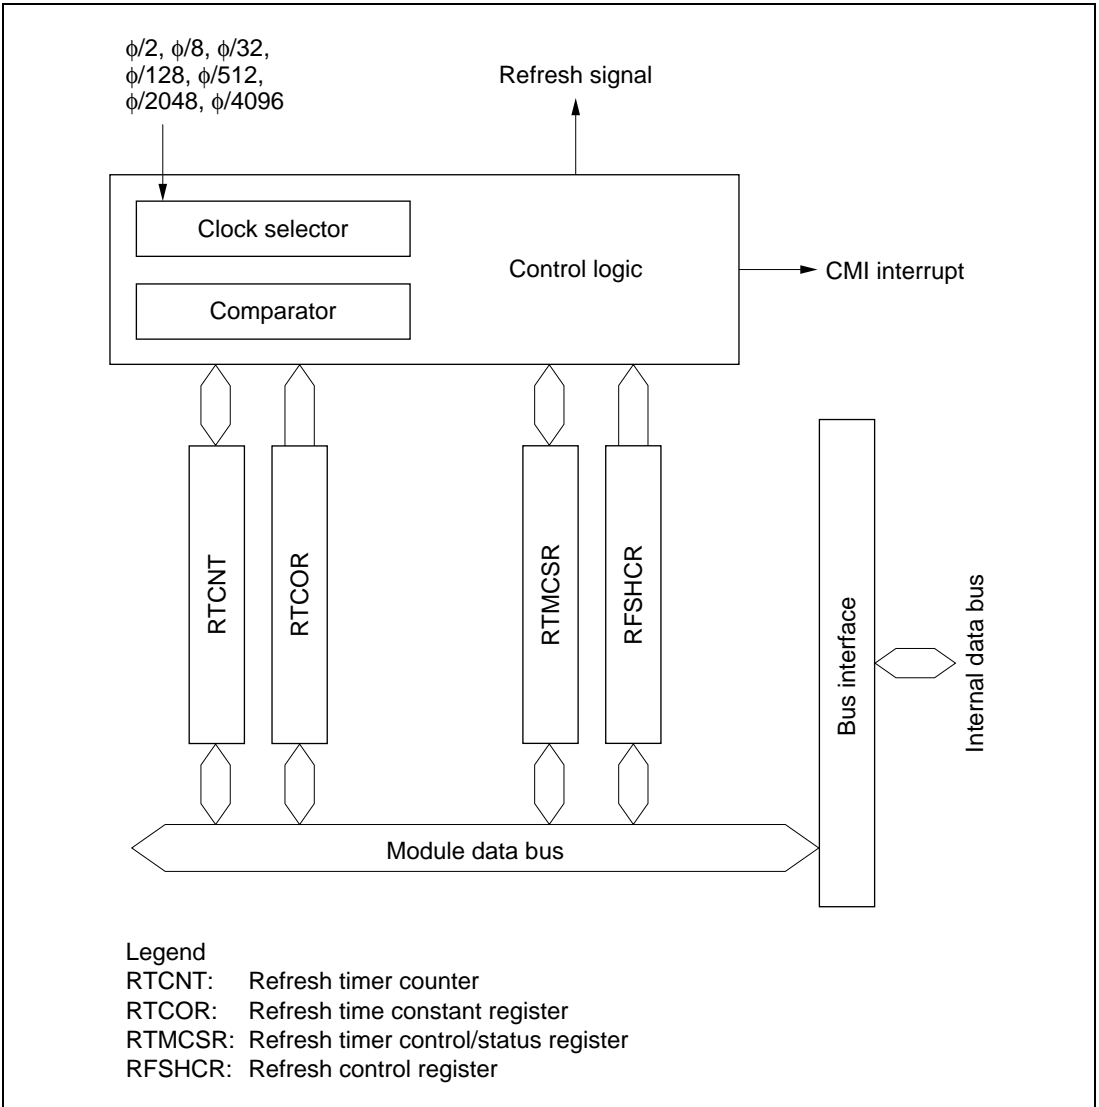 ϕ/2, ϕ/8, ϕ/32,
ϕ/128, ϕ/512,
ϕ/2048, ϕ/4096
Refresh signal
Clock selector
Control logic
CMI interrupt
Comparator
RTCNT
RTCOR
RTMCSR
RFSHCR
Bus interface
Internal data bus
Module data bus
Legend
RTCNT: Refresh timer counter
RTCOR: Refresh time constant register
RTMCSR: Refresh timer control/status register
RFSHCR: Refresh control register